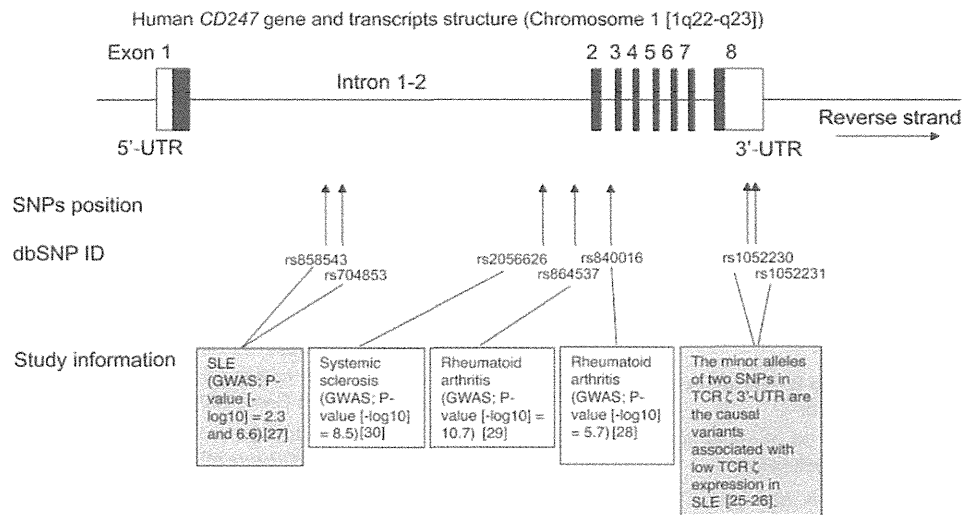 Human CD247 gene and transcripts structure (Chromosome 1 [1q22-q23])
Exon 1
2 3 4 5 6 7 8
Intron 1-2
Reverse strand
5'-UTR
3'-UTR
SNPs position
dbSNP ID
rs858543
rs704853
rs2056626
rs864537
rs840016
rs1052230
rs1052231
Study information
SLE
(GWAS; P-
value [-
log10] = 2.3
and 6.6)[27]
Systemic
sclerosis
(GWAS; P-
value [-log10]
= 8.5)[30]
Rheumatoid
arthritis
(GWAS; P-
value [-log10] =
10.7) [29]
Rheumatoid
arthritis
(GWAS; P-
value [-log10]
= 5.7) [28]
The minor alleles
of two SNPs in
TCR ζ 3'-UTR are
the causal
variants
associated with
low TCR ζ
expression in
SLE [25-26].